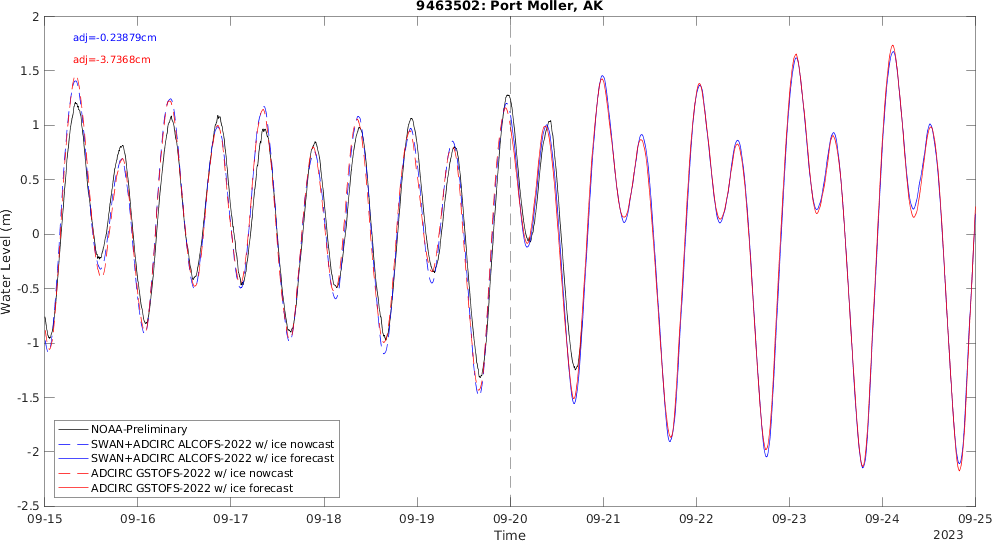 9463502: Port Moller, AK
adj=-0.23879cm
adj=-3.7368cm
2
1.5
1
0.5
0
-0.5
-1
-1.5
-2
-2.5
Water Level (m)
NOAA-Preliminary
SWAN+ADCIRC ALCOFS-2022 w/ ice nowcast
SWAN+ADCIRC ALCOFS-2022 w/ ice forecast
ADCIRC GSTOFS-2022 w/ ice nowcast
ADCIRC GSTOFS-2022 w/ ice forecast
09-15 09-16 09-17 09-18 09-19 09-20 09-21 09-22 09-23 09-24 09-25
Time
2023